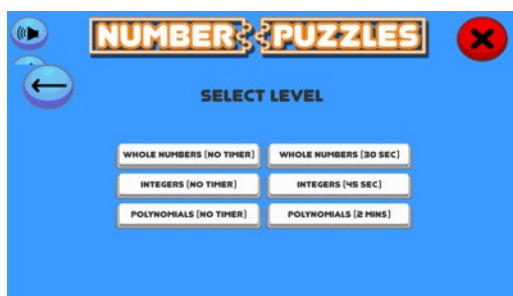 NUMBER PUZZLES
SELECT LEVEL
WHOLE NUMBERS (NO TIMER) WHOLE NUMBERS (30 SEC)
INTEGERS (NO TIMER) INTEGERS (45 SEC)
POLYNOMIALS (NO TIMER) POLYNOMIALS (2 MINS)